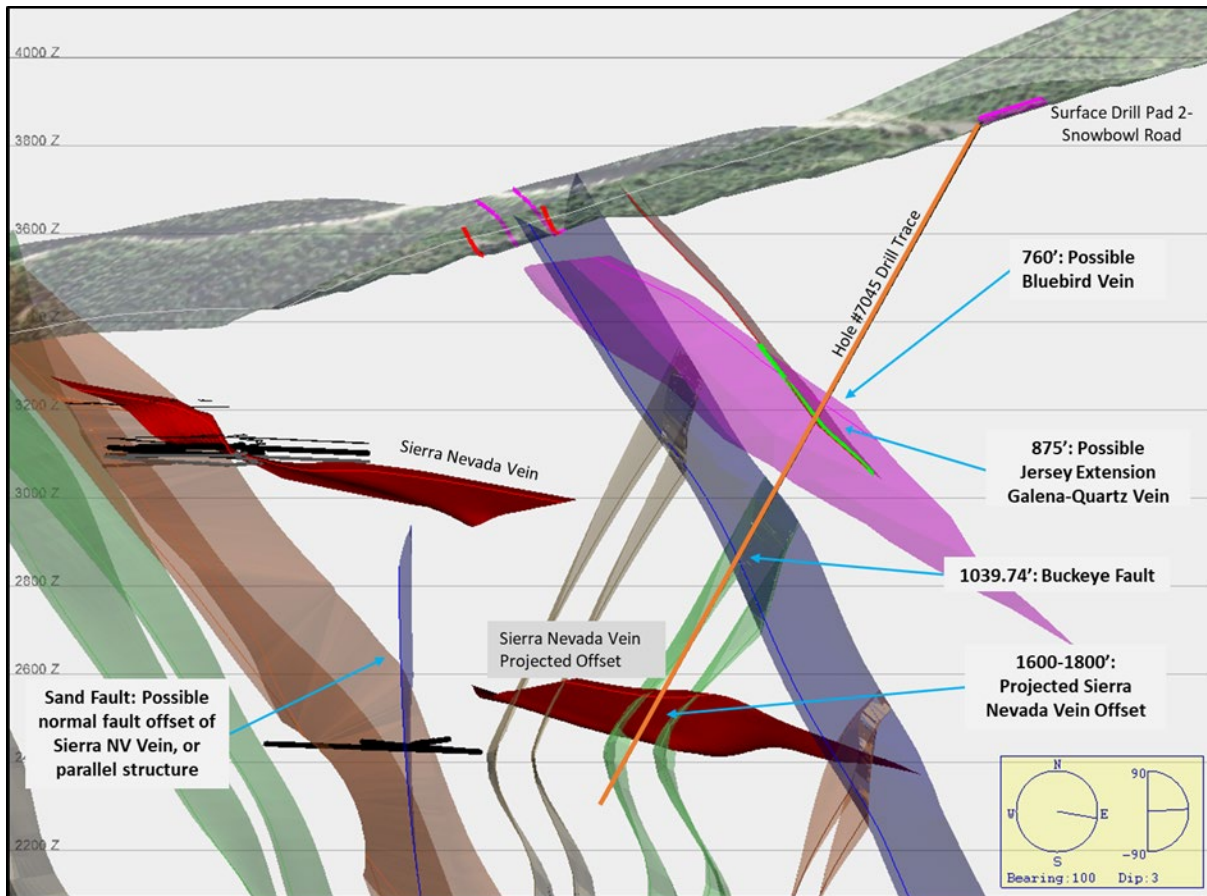 4000 Z
Surface Drill Pad 2-
Snowbowl Road
3800 Z
3600 Z
760’: Possible
Bluebird Vein
Hole #7045 Drill Trace
3200 Z
Sierra Nevada Vein
875’: Possible
Jersey Extension
Galena-Quartz Vein
3000 Z
2800 Z
1039.74’: Buckeye Fault
Sierra Nevada Vein
Projected Offset
2600 Z
1600-1800’:
Projected Sierra
Nevada Vein Offset
Sand Fault: Possible
normal fault offset of
Sierra NV Vein, or
parallel structure
2200 Z
N
W
E
S
90
-90
Bearing:100 Dip:3